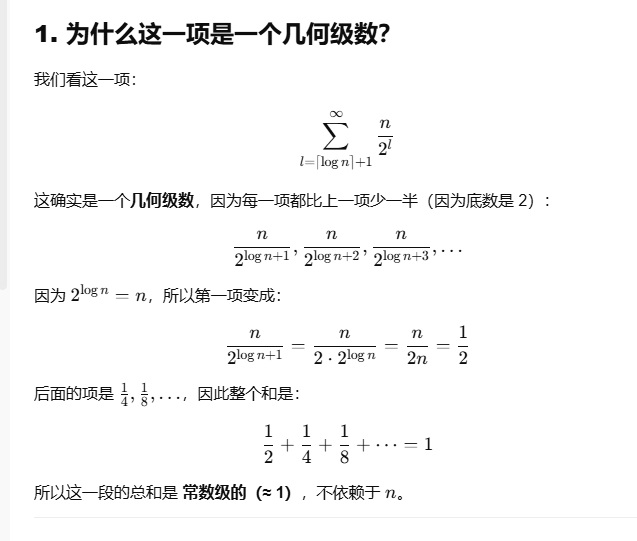 1. 为什么这一项是一个几何级数？
我们看这一项：
$$\sum_{l=\lceil \log n \rceil+1}^{\infty} \frac{n}{2^l}$$
这确实是一个几何级数，因为每一项都比上一项少一半（因为底数是 2）：
$$\frac{n}{2^{\log n+1}}, \frac{n}{2^{\log n+2}}, \frac{n}{2^{\log n+3}}, \cdots$$
因为 $2^{\log n} = n$，所以第一项变成：
$$\frac{n}{2^{\log n+1}} = \frac{n}{2 \cdot 2^{\log n}} = \frac{n}{2n} = \frac{1}{2}$$
后面的项是 $\frac{1}{4}, \frac{1}{8}, \ldots$，因此整个和是：
$$\frac{1}{2} + \frac{1}{4} + \frac{1}{8} + \cdots = 1$$
所以这一段的总和是 常数级的（≈ 1），不依赖于 $n$。